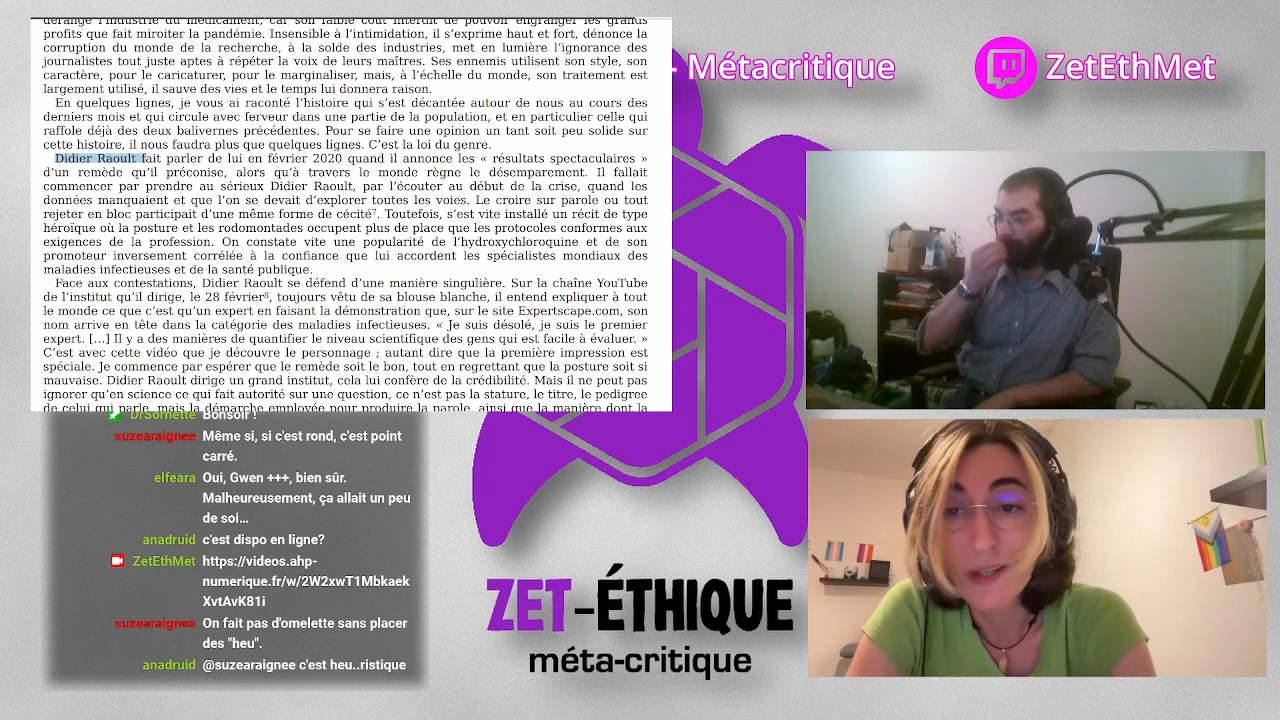 dérange l'industrie du médicament, car son faible coût interdit de pouvoir engranger les grands
profits que fait miroiter la pandémie. Insensible à l'intimidation, il s'exprime haut et fort, dénonce la
corruption du monde de la recherche, à la solde des industries, met en lumière l'ignorance des
journalistes tout juste aptes à répéter la voix de leurs maîtres. Ses ennemis utilisent son style, son
caractère, pour le caricaturer, pour le marginaliser, mais, à l'échelle du monde, son traitement est
largement utilisé, il sauve des vies et le temps lui donnera raison.
En quelques lignes, je vous ai raconté l'histoire qui s'est décantée autour de nous au cours des
derniers mois et qui circule avec ferveur dans une partie de la population, et en particulier celle qui
raffole déjà des deux balivernes précédentes. Pour se faire une opinion un tant soit peu solide sur
cette histoire, il nous faudra plus que quelques lignes. C'est la loi du genre.
Didier Raoult fait parler de lui en février 2020 quand il annonce les « résultats spectaculaires »
d'un remède qu'il préconise, alors qu'à travers le monde règne le désemparement. Il fallait
commencer par prendre au sérieux Didier Raoult, par l'écouter au début de la crise, quand les
données manquaient et que l'on se devait d'explorer toutes les voies. Le croire sur parole ou tout
rejeter en bloc participait d'une même forme de cécité⁷. Toutefois, s'est vite installé un récit de type
héroïque où la posture et les rodomontades occupent plus de place que les protocoles conformes aux
exigences de la profession. On constate vite une popularité de l'hydroxychloroquine et de son
promoteur inversement corrélée à la confiance que lui accordent les spécialistes mondiaux des
maladies infectieuses et de la santé publique.
Face aux contestations, Didier Raoult se défend d'une manière singulière. Sur la chaîne YouTube
de l'institut qu'il dirige, le 28 février⁸, toujours vêtu de sa blouse blanche, il entend expliquer à tout
le monde ce que c'est qu'un expert en faisant la démonstration que, sur le site Expertscape.com, son
nom arrive en tête dans la catégorie des maladies infectieuses. « Je suis désolé, je suis le premier
expert. [...] Il y a des manières de quantifier le niveau scientifique des gens qui est facile à évaluer. »
C'est avec cette vidéo que je découvre le personnage ; autant dire que la première impression est
spéciale. Je commence par espérer que le remède soit le bon, tout en regrettant que la posture soit si
mauvaise. Didier Raoult dirige un grand institut, cela lui confère de la crédibilité. Mais il ne peut pas
ignorer qu'en science ce qui fait autorité sur une question, ce n'est pas la stature, le titre, le pedigree
de celui qui parle, mais la démarche employée pour produire la parole, ainsi que la manière dont la
- Métacritique
ZetEthMet
DrSornette Bonsoir !
suzearaignee Même si, si c'est rond, c'est point
carré.
elfeara Oui, Gwen +++, bien sûr.
Malheureusement, ça allait un peu
de soi...
anadruid c'est dispo en ligne?
ZetEthMet https://videos.ahp-
numerique.fr/w/2W2xwT1Mbkaek
XvtAvK81i
suzearaignee On fait pas d'omelette sans placer
des "heu".
anadruid @suzearaignee c'est heu..ristique
ZET-ÉTHIQUE
méta-critique